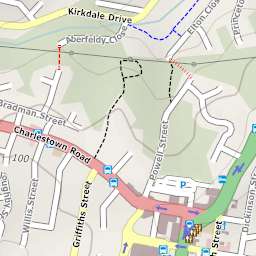 Kirkdale Drive
Aberfeldy Close
Elton Close
Bradman Street
Charlestown Road
100
Powell Street
Griffiths Street
Willis Street
P
Dickinson Street